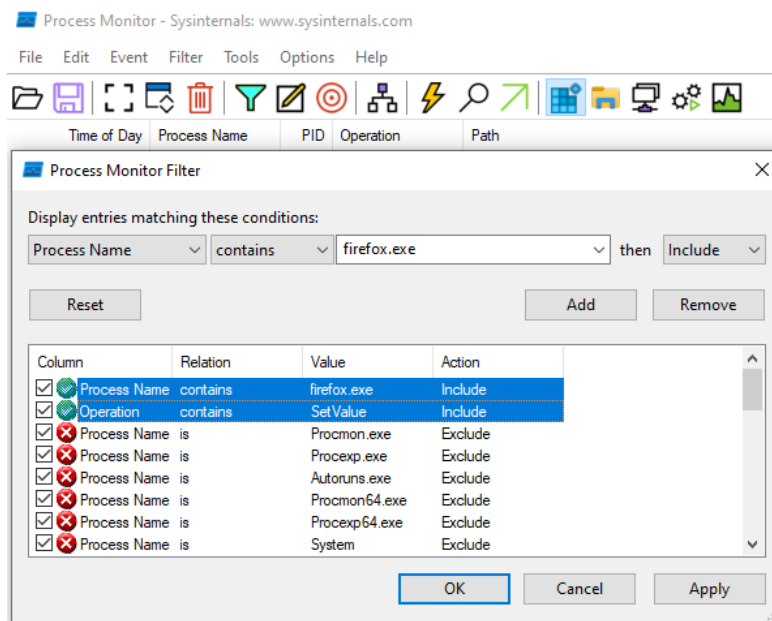 Process Monitor - Sysinternals: www.sysinternals.com
File Edit Event Filter Tools Options Help
Time of Day Process Name PID Operation Path
Process Monitor Filter
Display entries matching these conditions:
Process Name contains firefox.exe then Include
Reset Add Remove
Column Relation Value Action
Process Name contains firefox.exe Include
Operation contains SetValue Include
Process Name is Procmon.exe Exclude
Process Name is Procexp.exe Exclude
Process Name is Autoruns.exe Exclude
Process Name is Procmon64.exe Exclude
Process Name is Procexp64.exe Exclude
Process Name is System Exclude
OK Cancel Apply